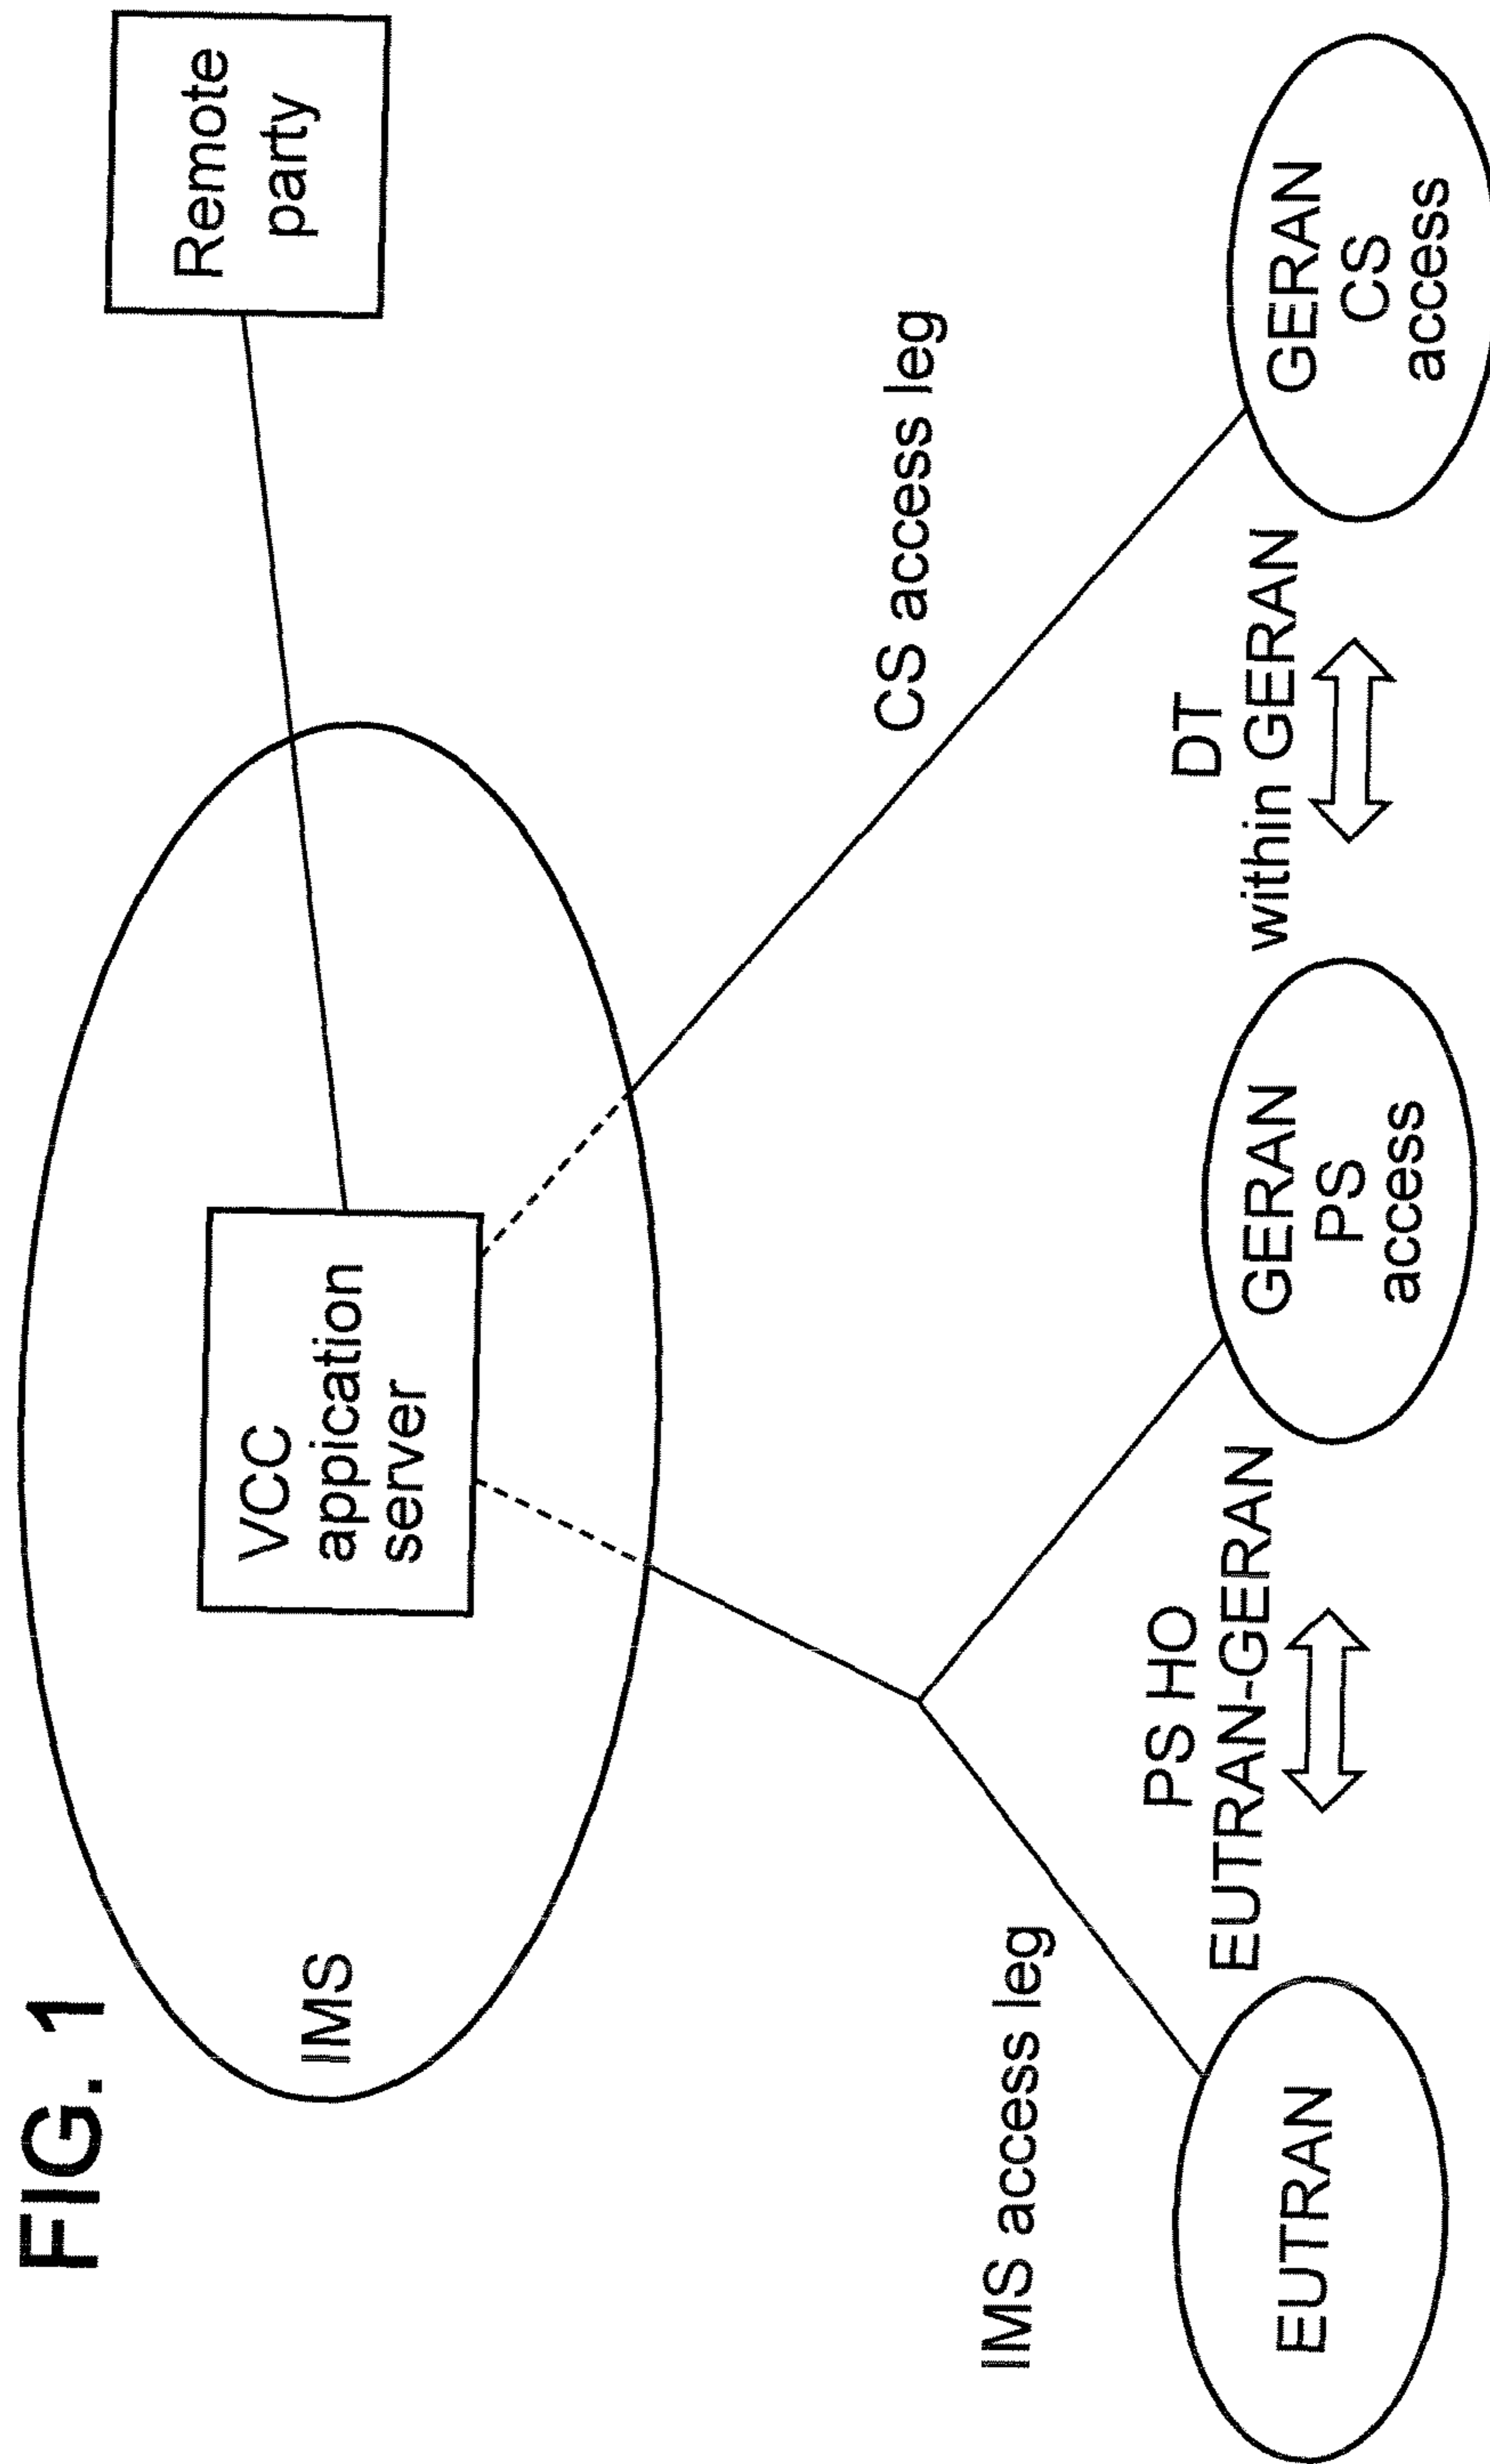 FIG. 1
IMS
VCC
appication
server
Remote
party
IMS access leg
CS access leg
EUTRAN
PS HO
EUTRAN-GERAN
GERAN
PS
access
DT
within GERAN
GERAN
CS
access